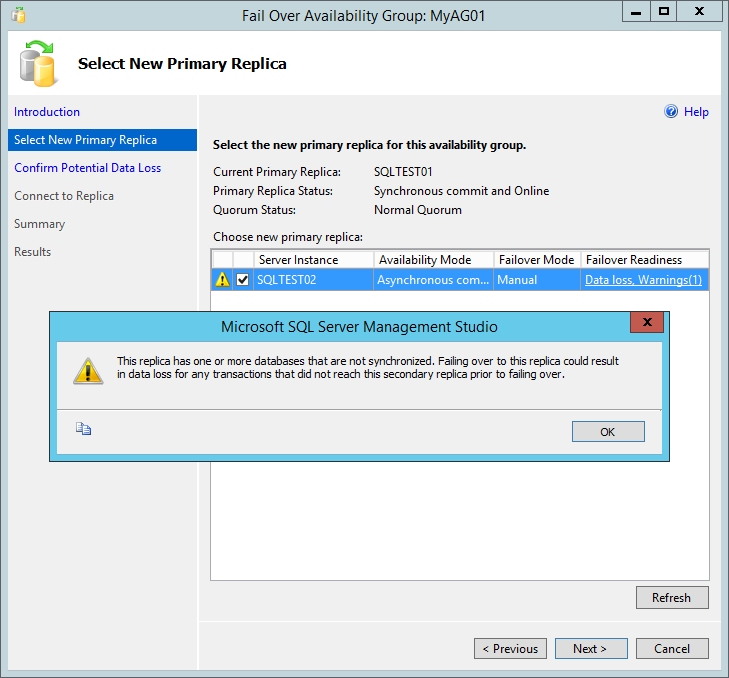 Fail Over Availability Group: MyAG01
Select New Primary Replica
Introduction
Select New Primary Replica
Confirm Potential Data Loss
Connect to Replica
Summary
Results
Help
Select the new primary replica for this availability group.
Current Primary Replica: SQLTEST01
Primary Replica Status: Synchronous commit and Online
Quorum Status: Normal Quorum
Choose new primary replica:
Server Instance Availability Mode Failover Mode Failover Readiness
SQLTEST02 Asynchronous com... Manual Data loss, Warnings(1)
Microsoft SQL Server Management Studio
This replica has one or more databases that are not synchronized. Failing over to this replica could result
in data loss for any transactions that did not reach this secondary replica prior to failing over.
OK
Refresh
< Previous Next > Cancel